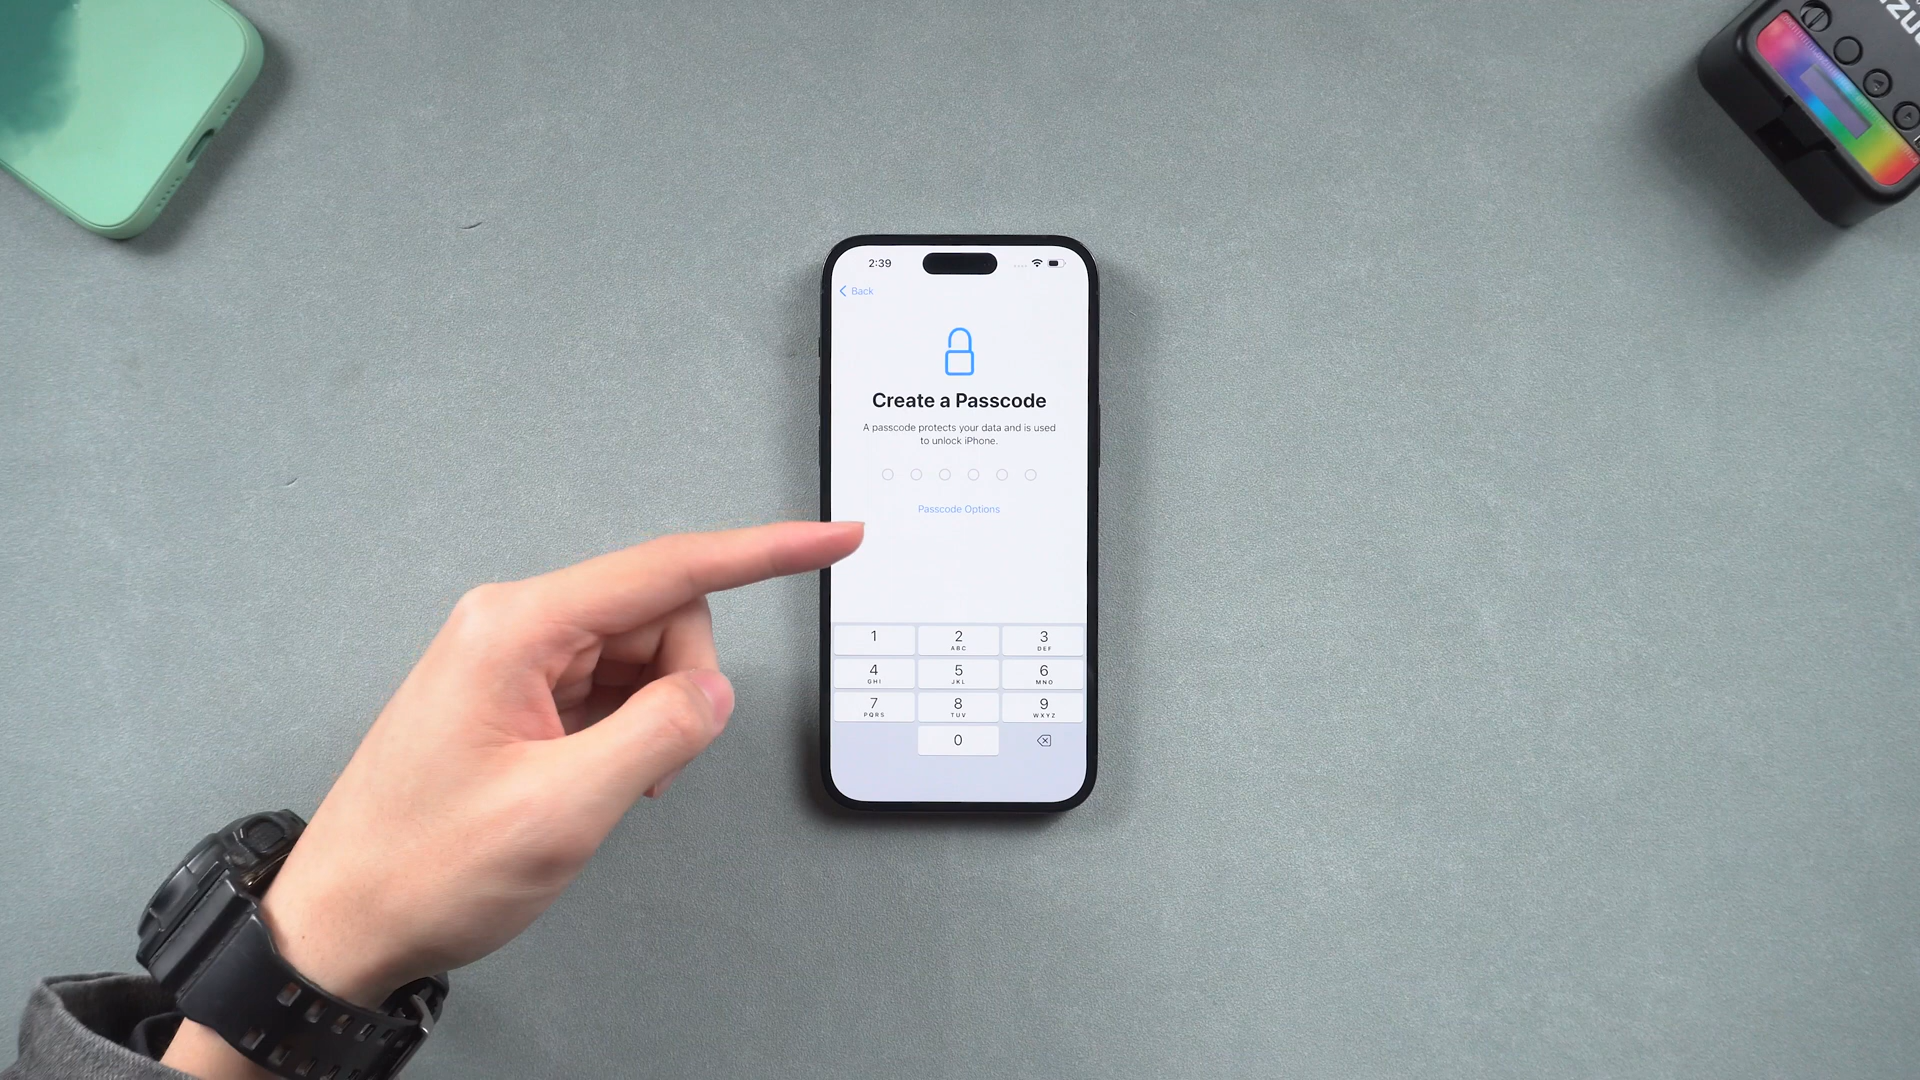 2:39
Back
Create a Passcode
A passcode protects your data and is used
to unlock iPhone.
Passcode Options
1
2
ABC
3
DEF
4
GHI
5
JKL
6
MNO
7
PQRS
8
TUV
9
WXYZ
0